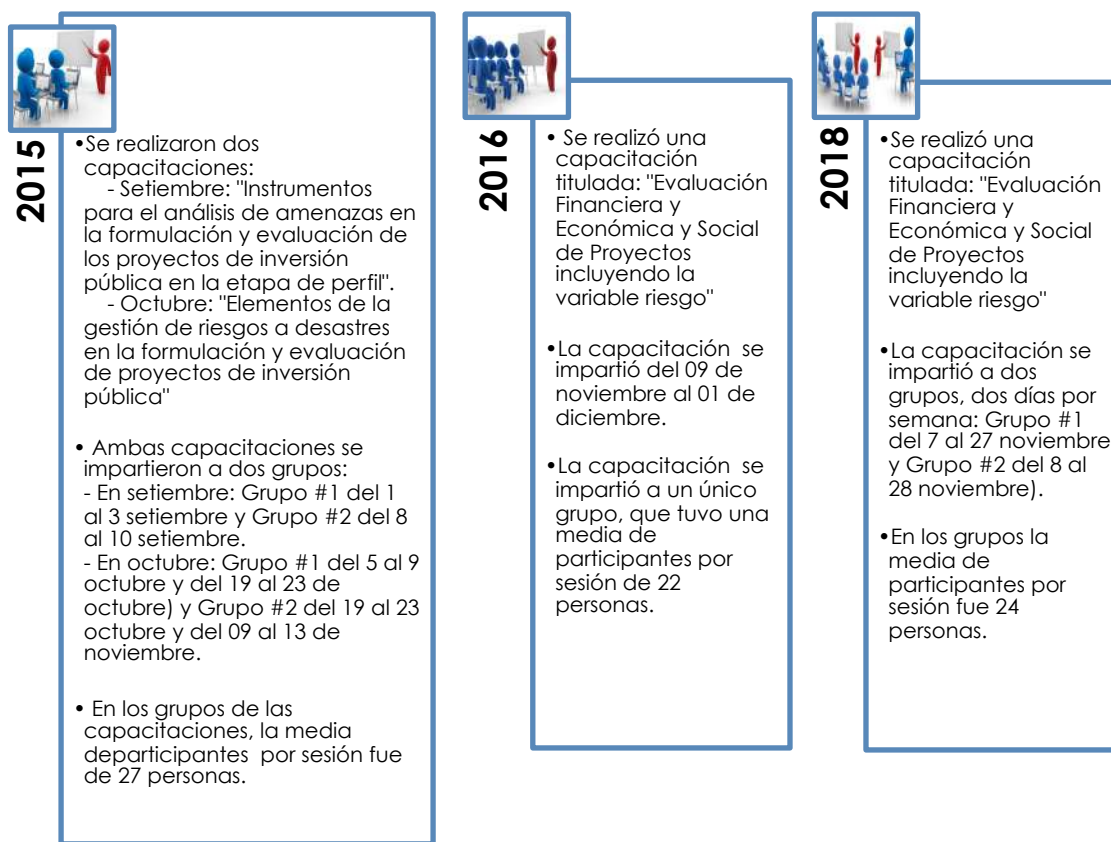 2015
•Se realizaron dos
capacitaciones:
- Setiembre: "Instrumentos
para el análisis de amenazas en
la formulación y evaluación de
los proyectos de inversión
pública en la etapa de perfil".
- Octubre: "Elementos de la
gestión de riesgos a desastres
en la formulación y evaluación
de proyectos de inversión
pública"
• Ambas capacitaciones se
impartieron a dos grupos:
- En setiembre: Grupo #1 del 1
al 3 setiembre y Grupo #2 del 8
al 10 setiembre.
- En octubre: Grupo #1 del 5 al 9
octubre y del 19 al 23 de
octubre) y Grupo #2 del 19 al 23
octubre y del 09 al 13 de
noviembre.
• En los grupos de las
capacitaciones, la media
departicipantes por sesión fue
de 27 personas.
2016
• Se realizó una
capacitación
titulada: "Evaluación
Financiera y
Económica y Social
de Proyectos
incluyendo la
variable riesgo"
•La capacitación se
impartió del 09 de
noviembre al 01 de
diciembre.
•La capacitación se
impartió a un único
grupo, que tuvo una
media de
participantes por
sesión de 22
personas.
2018
•Se realizó una
capacitación
titulada: "Evaluación
Financiera y
Económica y Social
de Proyectos
incluyendo la
variable riesgo"
•La capacitación se
impartió a dos
grupos, dos días por
semana: Grupo #1
del 7 al 27 noviembre
y Grupo #2 del 8 al
28 noviembre).
•En los grupos la
media de
participantes por
sesión fue 24
personas.